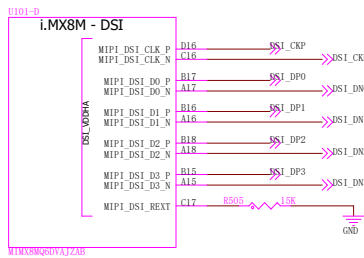 U101-D
i.MX8M - DSI
DSI_VDDHA
MIPI_DSI_CLK_P D16 DSI_CKP
MIPI_DSI_CLK_N C16 DSI_CK
MIPI_DSI_D0_P B17 DSI_DP0
MIPI_DSI_D0_N A17 DSI_DN
MIPI_DSI_D1_P B16 DSI_DP1
MIPI_DSI_D1_N A16 DSI_DN
MIPI_DSI_D2_P B18 DSI_DP2
MIPI_DSI_D2_N A18 DSI_DN
MIPI_DSI_D3_P B15 DSI_DP3
MIPI_DSI_D3_N A15 DSI_DN
MIPI_DSI_REXT C17 R505 15K
GND
MIMX8MQ6DVAJZAB